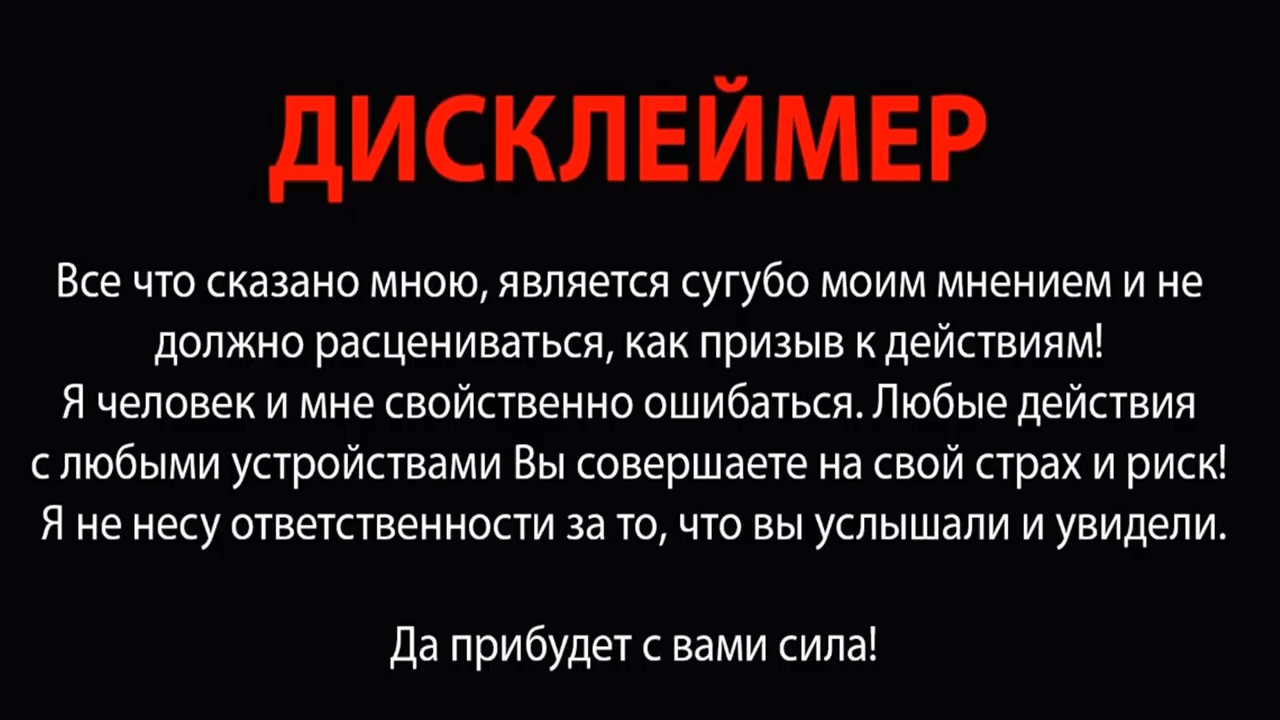 ДИСКЛЕЙМЕР
Все что сказано мною, является сугубо моим мнением и не
должно расцениваться, как призыв к действиям!
Я человек и мне свойственно ошибаться. Любые действия
с любыми устройствами Вы совершаете на свой страх и риск!
Я не несу ответственности за то, что вы услышали и увидели.
Да прибудет с вами сила!